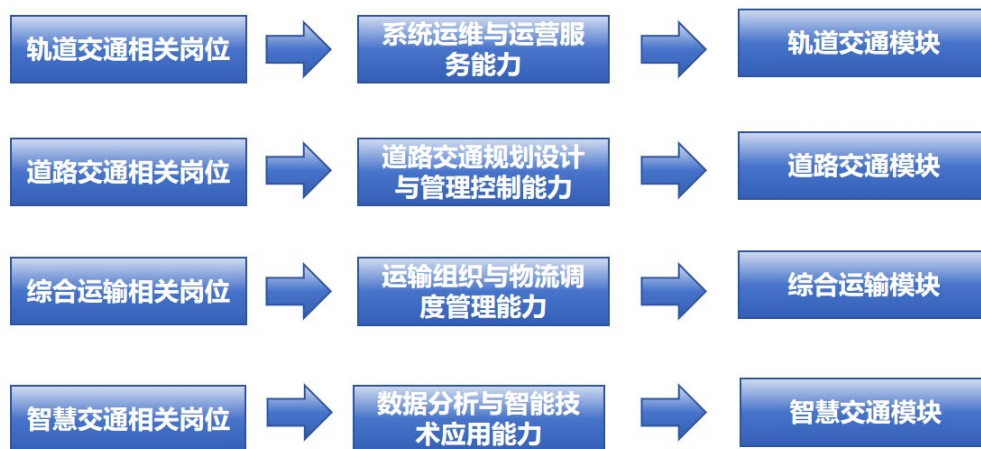 轨道交通相关岗位
系统运维与运营服
务能力
轨道交通模块
道路交通相关岗位
道路交通规划设计
与管理控制能力
道路交通模块
综合运输相关岗位
运输组织与物流调
度管理能力
综合运输模块
智慧交通相关岗位
数据分析与智能技
术应用能力
智慧交通模块